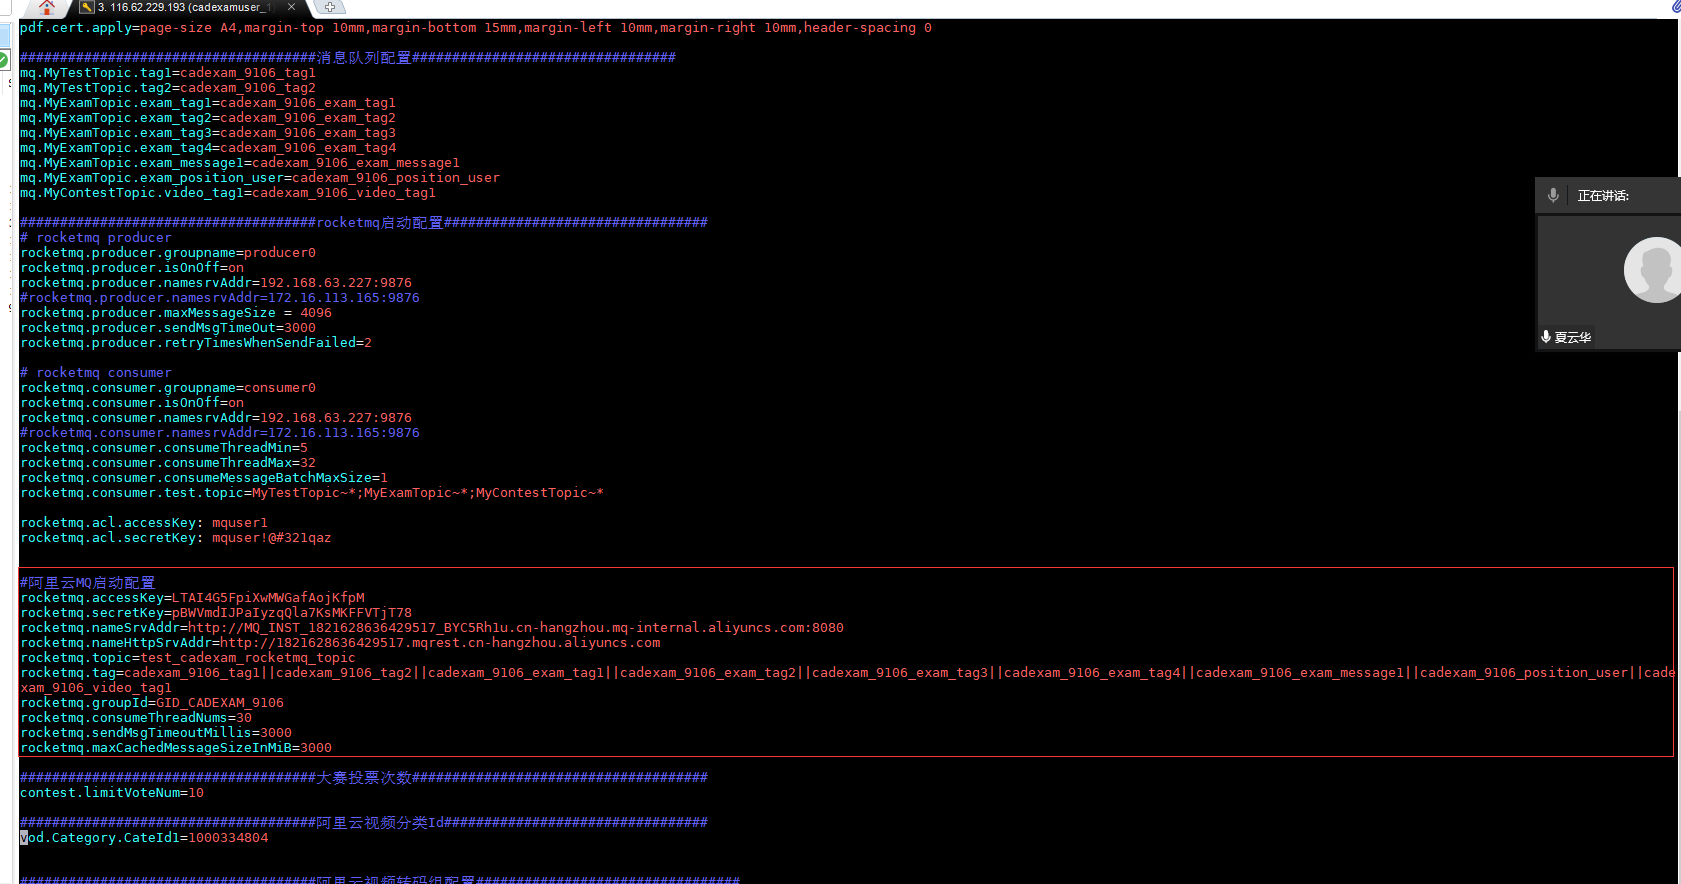 3. 116.62.229.193 (cadexamuser_1
pdf.cert.apply=page-size A4,margin-top 10mm,margin-bottom 15mm,margin-left 10mm,margin-right 10mm,header-spacing 0
#####################################消息队列配置#################################
mq.MyTestTopic.tag1=cadexam_9106_tag1
mq.MyTestTopic.tag2=cadexam_9106_tag2
mq.MyExamTopic.exam_tag1=cadexam_9106_exam_tag1
mq.MyExamTopic.exam_tag2=cadexam_9106_exam_tag2
mq.MyExamTopic.exam_tag3=cadexam_9106_exam_tag3
mq.MyExamTopic.exam_tag4=cadexam_9106_exam_tag4
mq.MyExamTopic.exam_message1=cadexam_9106_exam_message1
mq.MyExamTopic.exam_position_user=cadexam_9106_position_user
mq.MyContestTopic.video_tag1=cadexam_9106_video_tag1
正在讲话:
#####################################rocketmq启动配置#################################
# rocketmq producer
rocketmq.producer.groupname=producer0
rocketmq.producer.isOnOff=on
rocketmq.producer.namesrvAddr=192.168.63.227:9876
#rocketmq.producer.namesrvAddr=172.16.113.165:9876
rocketmq.producer.maxMessageSize = 4096
rocketmq.producer.sendMsgTimeOut=3000
rocketmq.producer.retryTimesWhenSendFailed=2
夏云华
# rocketmq consumer
rocketmq.consumer.groupname=consumer0
rocketmq.consumer.isOnOff=on
rocketmq.consumer.namesrvAddr=192.168.63.227:9876
#rocketmq.consumer.namesrvAddr=172.16.113.165:9876
rocketmq.consumer.consumeThreadMin=5
rocketmq.consumer.consumeThreadMax=32
rocketmq.consumer.consumeMessageBatchMaxSize=1
rocketmq.consumer.test.topic=MyTestTopic~*;MyExamTopic~*;MyContestTopic~*
rocketmq.acl.accessKey: mquser1
rocketmq.acl.secretKey: mquser!@#321qaz
#阿里云MQ启动配置
rocketmq.accessKey=LTAI4G5FpiXwMWGafAojKfpM
rocketmq.secretKey=pBWVmdIJPaIyzqQla7KsMKFFVTjT78
rocketmq.nameSrvAddr=http://MQ_INST_1821628636429517_BYC5Rh1u.cn-hangzhou.mq-internal.aliyuncs.com:8080
rocketmq.nameHttpSrvAddr=http://1821628636429517.mqrest.cn-hangzhou.aliyuncs.com
rocketmq.topic=test_cadexam_rocketmq_topic
rocketmq.tag=cadexam_9106_tag1||cadexam_9106_tag2||cadexam_9106_exam_tag1||cadexam_9106_exam_tag2||cadexam_9106_exam_tag3||cadexam_9106_exam_tag4||cadexam_9106_exam_message1||cadexam_9106_position_user||cade
xam_9106_video_tag1
rocketmq.groupId=GID_CADEXAM_9106
rocketmq.consumeThreadNums=30
rocketmq.sendMsgTimeoutMillis=3000
rocketmq.maxCachedMessageSizeInMiB=3000
#####################################大赛投票次数#####################################
contest.limitVoteNum=10
#####################################阿里云视频分类Id#################################
vod.Category.CateId1=1000334804
#####################################阿里云视频转码组配置#################################